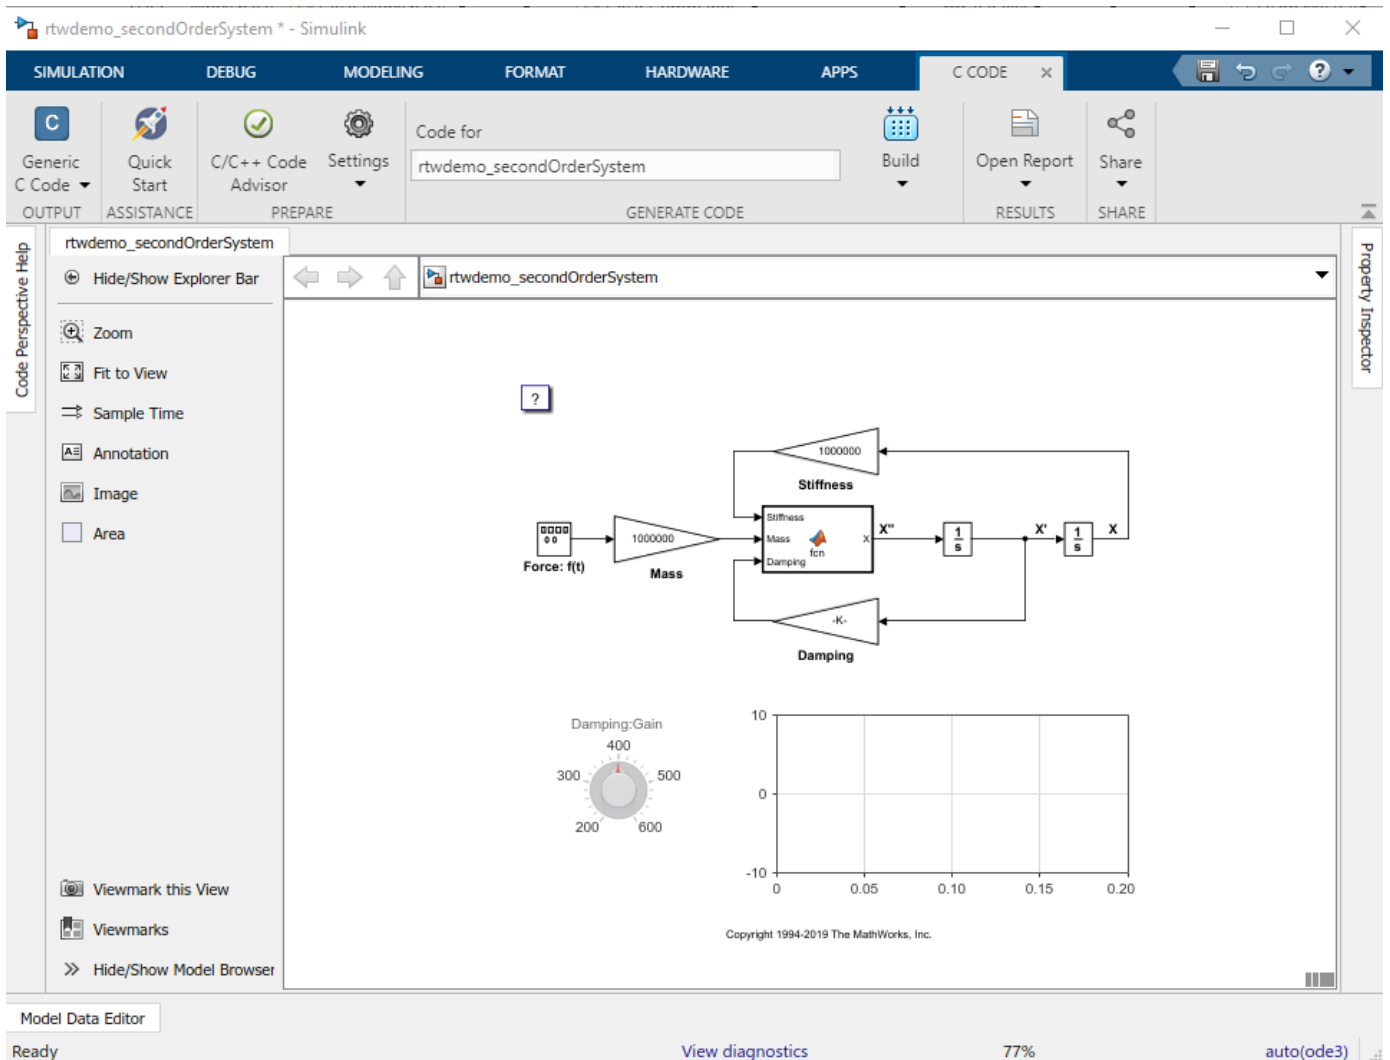 rtwdemo_secondOrderSystem * - Simulink
SIMULATION DEBUG MODELING FORMAT HARDWARE APPS C CODE
C
Generic
C Code
Quick
Start
C/C++ Code
Advisor
Settings
Code for
rtwdemo_secondOrderSystem
Build
Open Report
Share
OUTPUT ASSISTANCE PREPARE GENERATE CODE RESULTS SHARE
Code Perspective Help
rtwdemo_secondOrderSystem
Hide/Show Explorer Bar
rtwdemo_secondOrderSystem
Property Inspector
Zoom
Fit to View
Sample Time
Annotation
Image
Area
?
1000000
Stiffness
Force: f(t)
1000000
Mass
Stiffness
Mass
Damping
fcn
X
X''
1
s
X'
1
s
X
-K-
Damping
Damping:Gain
400
300 500
200 600
10
0
-10
0 0.05 0.10 0.15 0.20
Copyright 1994-2019 The MathWorks, Inc.
Viewmark this View
Viewmarks
Hide/Show Model Browser
Model Data Editor
Ready View diagnostics 77% auto(ode3)